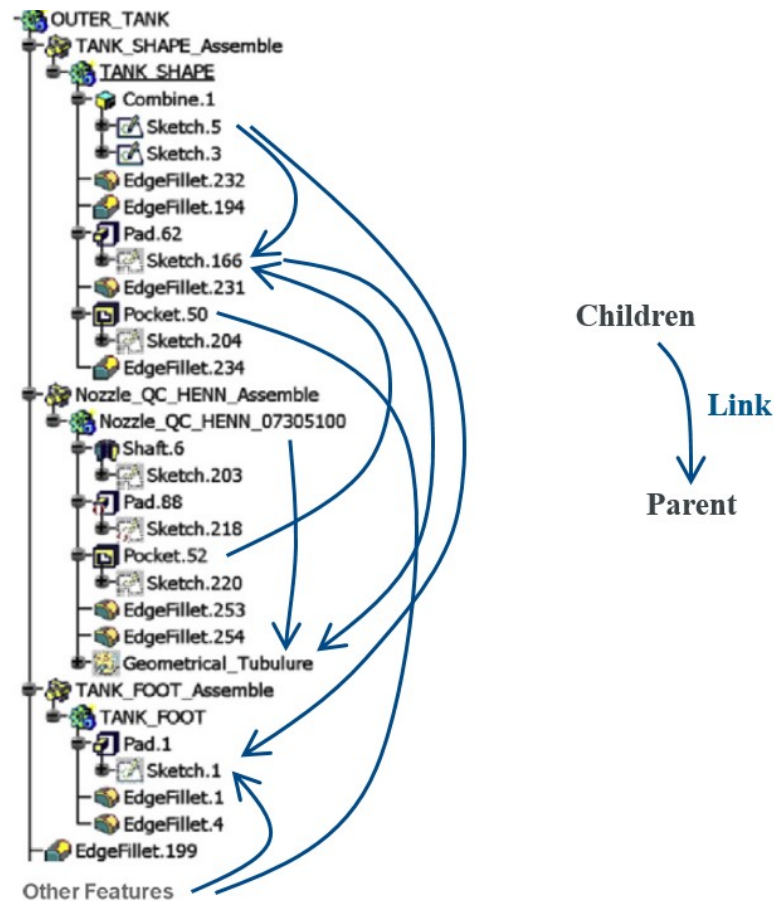 OUTER_TANK
TANK_SHAPE_Assemble
TANK_SHAPE
Combine.1
Sketch.5
Sketch.3
EdgeFillet.232
EdgeFillet.194
Pad.62
Sketch.166
EdgeFillet.231
Pocket.50
Sketch.204
EdgeFillet.234
Nozzle_QC_HENN_Assemble
Nozzle_QC_HENN_07305100
Shaft.6
Sketch.203
Pad.88
Sketch.218
Pocket.52
Sketch.220
EdgeFillet.253
EdgeFillet.254
Geometrical_Tubulure
TANK_FOOT_Assemble
TANK_FOOT
Pad.1
Sketch.1
EdgeFillet.1
EdgeFillet.4
EdgeFillet.199
Other Features
Children
Link
Parent